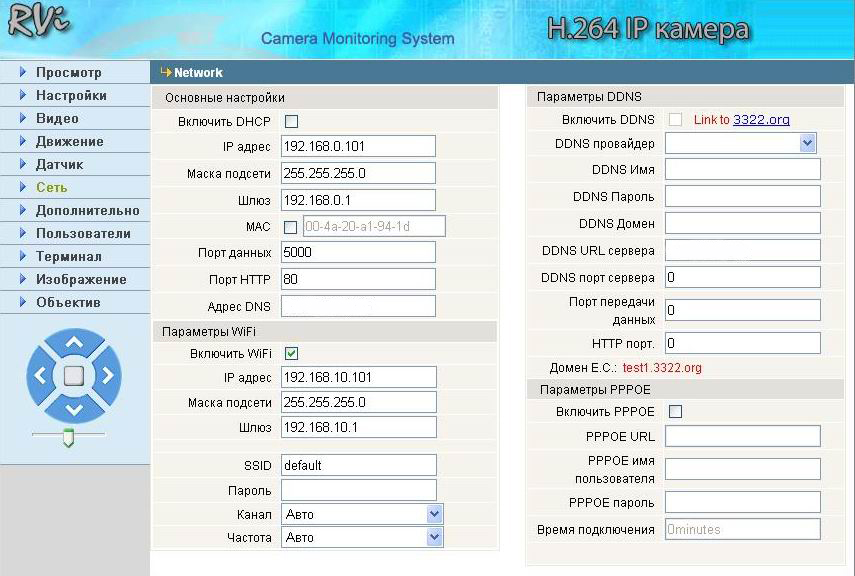 RVi
Camera Monitoring System
H.264 IP камера
Просмотр
Настройки
Видео
Движение
Датчик
Сеть
Дополнительно
Пользователи
Терминал
Изображение
Объектив
Network
Основные настройки
Включить DHCP
IP адрес 192.168.0.101
Маска подсети 255.255.255.0
Шлюз 192.168.0.1
MAC 00-4a-20-a1-94-1d
Порт данных 5000
Порт HTTP 80
Адрес DNS
Параметры WiFi
Включить WiFi
IP адрес 192.168.10.101
Маска подсети 255.255.255.0
Шлюз 192.168.10.1
SSID default
Пароль
Канал Авто
Частота Авто
Параметры DDNS
Включить DDNS Link to 3322.org
DDNS провайдер
DDNS Имя
DDNS Пароль
DDNS Домен
DDNS URL сервера
DDNS порт сервера 0
Порт передачи
данных 0
HTTP порт. 0
Домен Е.С.: test1.3322.org
Параметры PPPOE
Включить PPPOE
PPPOE URL
PPPOE имя
пользователя
PPPOE пароль
Время подключения 0minutes